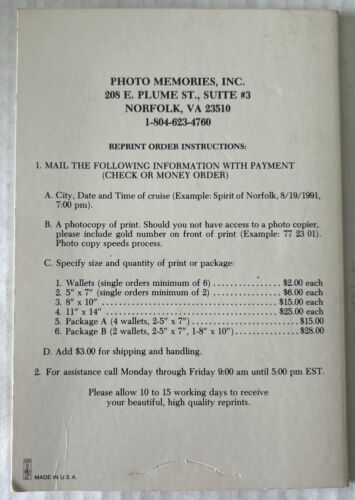 PHOTO MEMORIES, INC.
208 E. PLUME ST., SUITE #3
NORFOLK, VA 23510
1-804-623-4760
REPRINT ORDER INSTRUCTIONS:
1. MAIL THE FOLLOWING INFORMATION WITH PAYMENT
(CHECK OR MONEY ORDER)
A. City, Date and Time of cruise (Example: Spirit of Norfolk, 8/19/1991,
7:00 pm).
B. A photocopy of print. Should you not have access to a photo copier,
please include gold number on front of print (Example: 77 23 01).
Photo copy speeds process.
C. Specify size and quantity of print or package:
1. Wallets (single orders minimum of 6) ................ $2.00 each
2. 5" x 7" (single orders minimum of 2) ................ $6.00 each
3. 8" x 10" ................ $15.00 each
4. 11" x 14" ................ $25.00 each
5. Package A (4 wallets, 2-5" x 7") ................ $15.00
6. Package B (2 wallets, 2-5" x 7", 1-8" x 10") ................ $28.00
D. Add $3.00 for shipping and handling.
2. For assistance call Monday through Friday 9:00 am until 5:00 pm EST.
Please allow 10 to 15 working days to receive
your beautiful, high quality reprints.
MADE IN U.S.A.